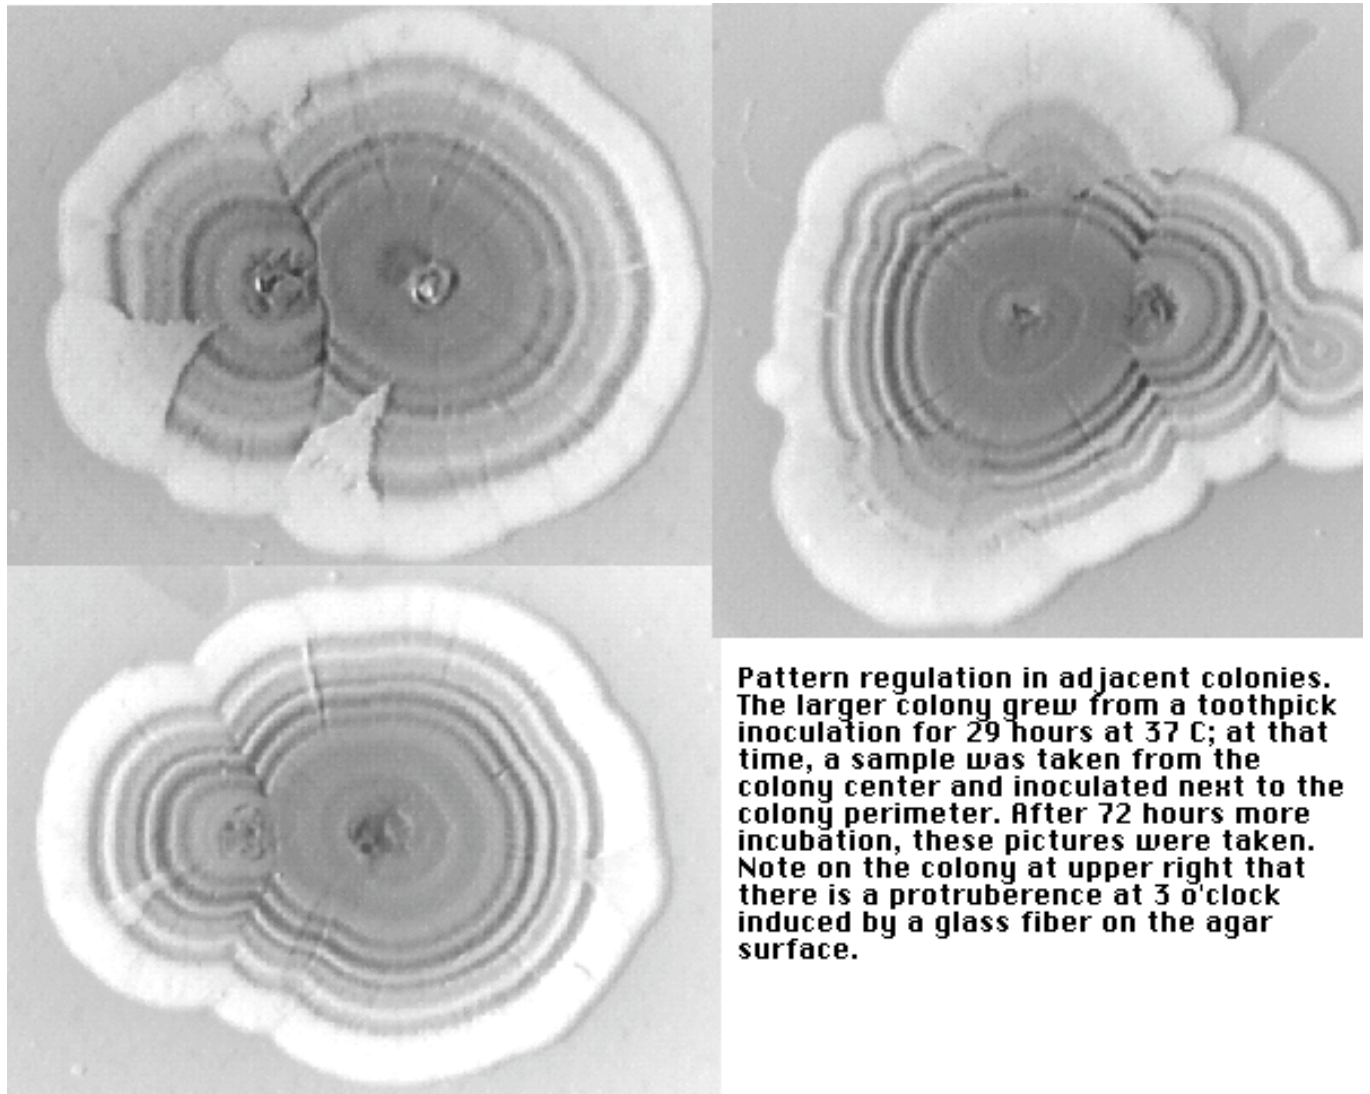 Pattern regulation in adjacent colonies.
The larger colony grew from a toothpick
inoculation for 29 hours at 37 C; at that
time, a sample was taken from the
colony center and inoculated next to the
colony perimeter. After 72 hours more
incubation, these pictures were taken.
Note on the colony at upper right that
there is a protruberence at 3 o'clock
induced by a glass fiber on the agar
surface.